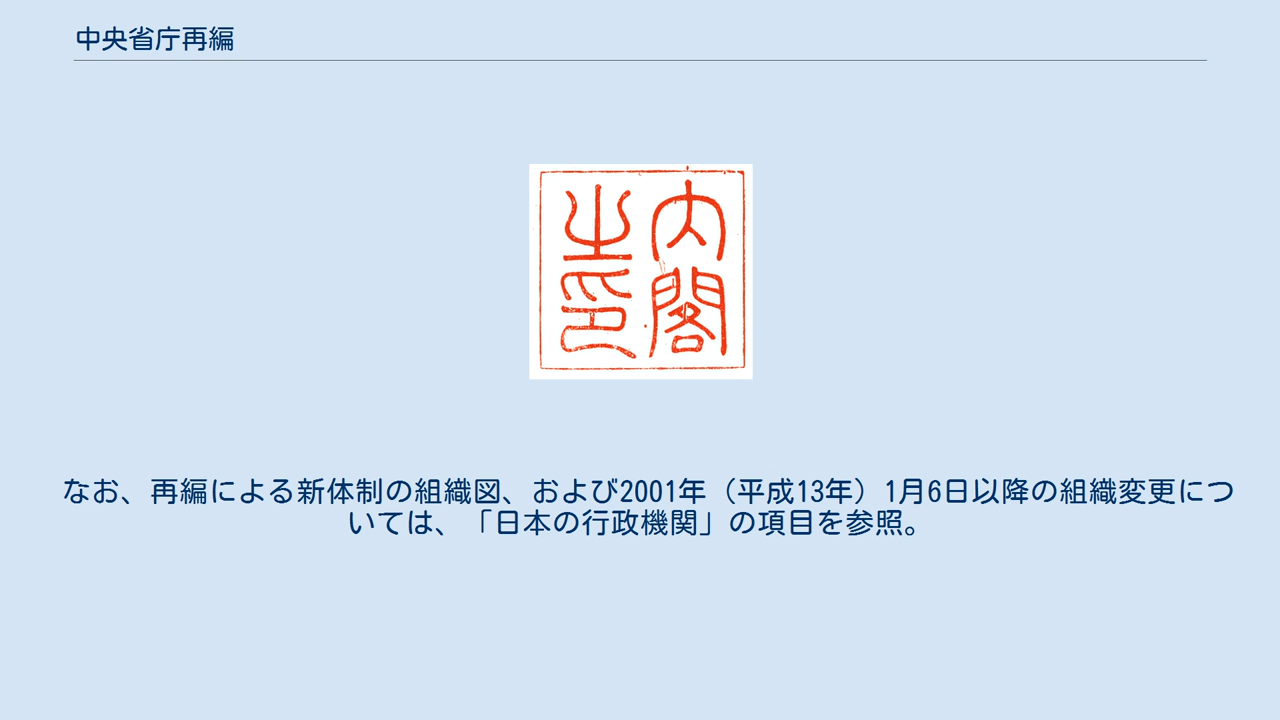 中央省庁再編
内閣
之印
なお、再編による新体制の組織図、および2001年（平成13年）1月6日以降の組織変更につ
いては、「日本の行政機関」の項目を参照。